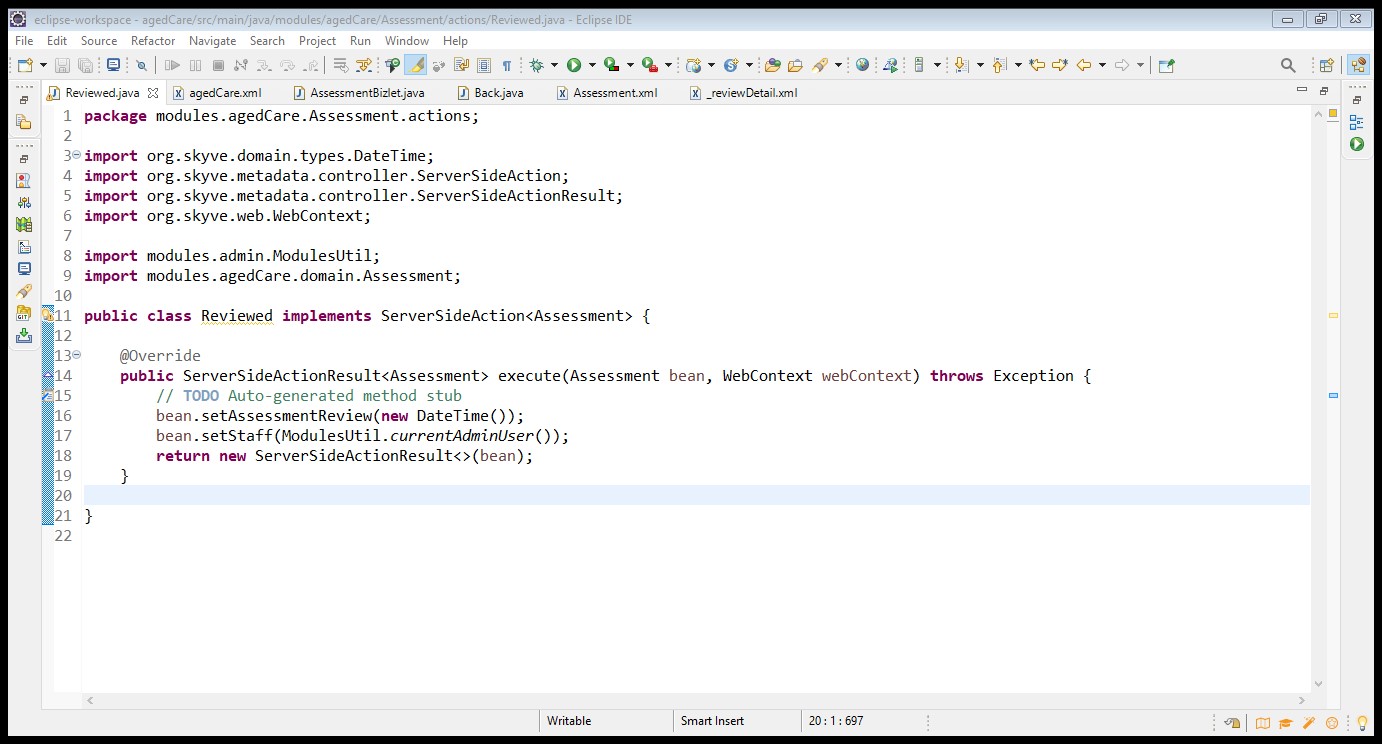 eclipse-workspace - agedCare/src/main/java/modules/agedCare/Assessment/actions/Reviewed.java - Eclipse IDE
File Edit Source Refactor Navigate Search Project Run Window Help
Reviewed.java agedCare.xml AssessmentBizlet.java Back.java Assessment.xml _reviewDetail.xml
1 package modules.agedCare.Assessment.actions;
2
3 import org.skyve.domain.types.DateTime;
4 import org.skyve.metadata.controller.ServerSideAction;
5 import org.skyve.metadata.controller.ServerSideActionResult;
6 import org.skyve.web.WebContext;
7
8 import modules.admin.ModulesUtil;
9 import modules.agedCare.domain.Assessment;
10
11 public class Reviewed implements ServerSideAction<Assessment> {
12
13 @Override
14 public ServerSideActionResult<Assessment> execute(Assessment bean, WebContext webContext) throws Exception {
15 // TODO Auto-generated method stub
16 bean.setAssessmentReview(new DateTime());
17 bean.setStaff(ModulesUtil.currentAdminUser());
18 return new ServerSideActionResult<>(bean);
19 }
20
21 }
22
Writable Smart Insert 20 : 1 : 697